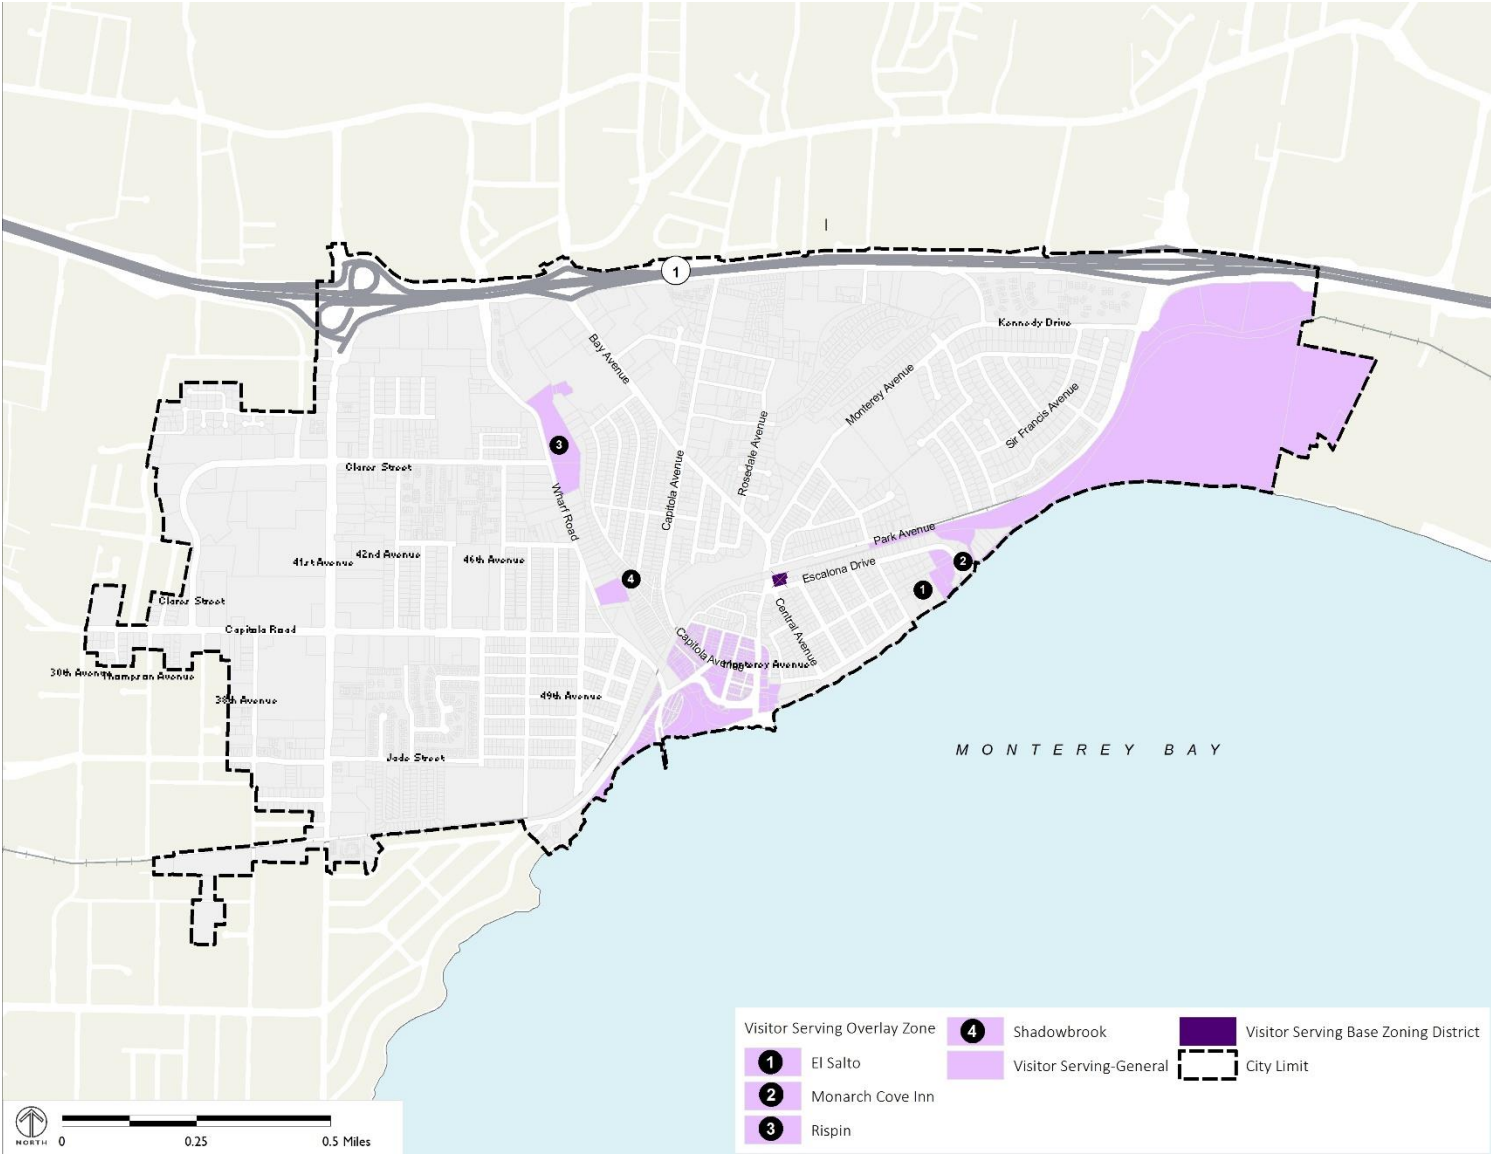 1
Kennedy Drive
Bay Avenue
Monterey Avenue
Sir Francis Avenue
Rosedale Avenue
3
Clares Street
Capitola Avenue
Wharf Road
Park Avenue
42nd Avenue
46th Avenue
41st Avenue
2
Escalona Drive
4
1
Clares Street
Central Avenue
Capitola Road
Capitola Avenue
Monterey Avenue
30th Avenue
Thompson Avenue
38th Avenue
49th Avenue
Jade Street
MONTEREY BAY
Visitor Serving Overlay Zone
1 El Salto
2 Monarch Cove Inn
3 Rispin
4 Shadowbrook
Visitor Serving-General
Visitor Serving Base Zoning District
City Limit
NORTH
0 0.25 0.5 Miles